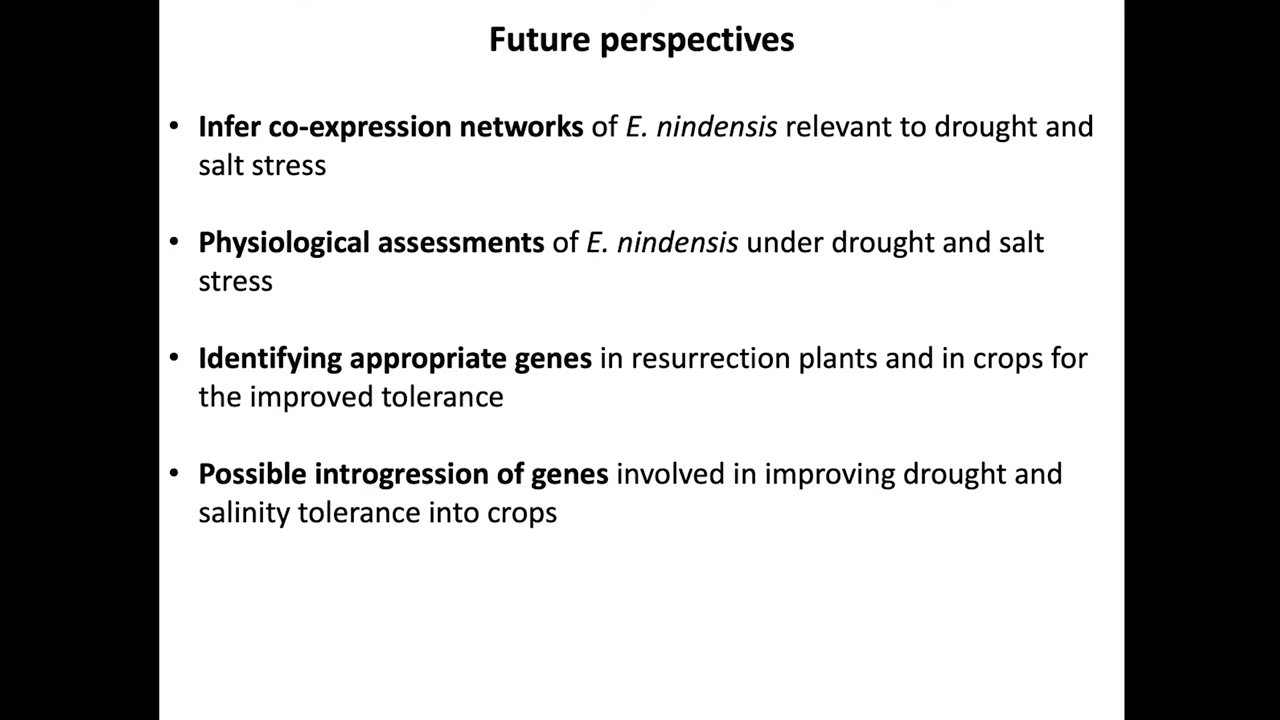 Future perspectives
• Infer co-expression networks of E. nindensis relevant to drought and
salt stress
• Physiological assessments of E. nindensis under drought and salt
stress
• Identifying appropriate genes in resurrection plants and in crops for
the improved tolerance
• Possible introgression of genes involved in improving drought and
salinity tolerance into crops